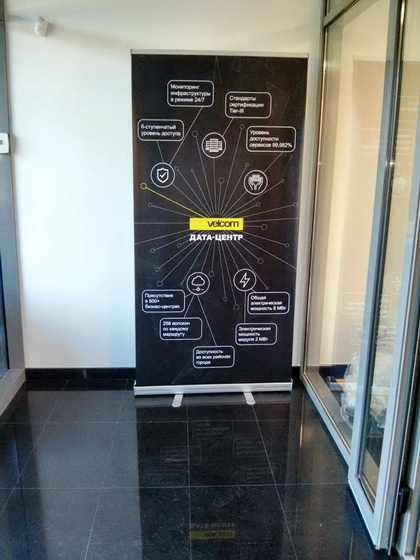 Мониторинг
инфраструктуры
в режиме 24/7
Стандарты
сертификации
Tier-III
6-ступенчатый
уровень доступа
Уровень
доступности
сервисов 99,982%
velcom
ДАТА-ЦЕНТР
Присутствие
в 500+
бизнес-центрах
Общая
электрическая
мощность 8 МВт
256 волокон
по каждому
маршруту
Электрическая
мощность
модуля 2 МВт
Доступность
во всех районах
города